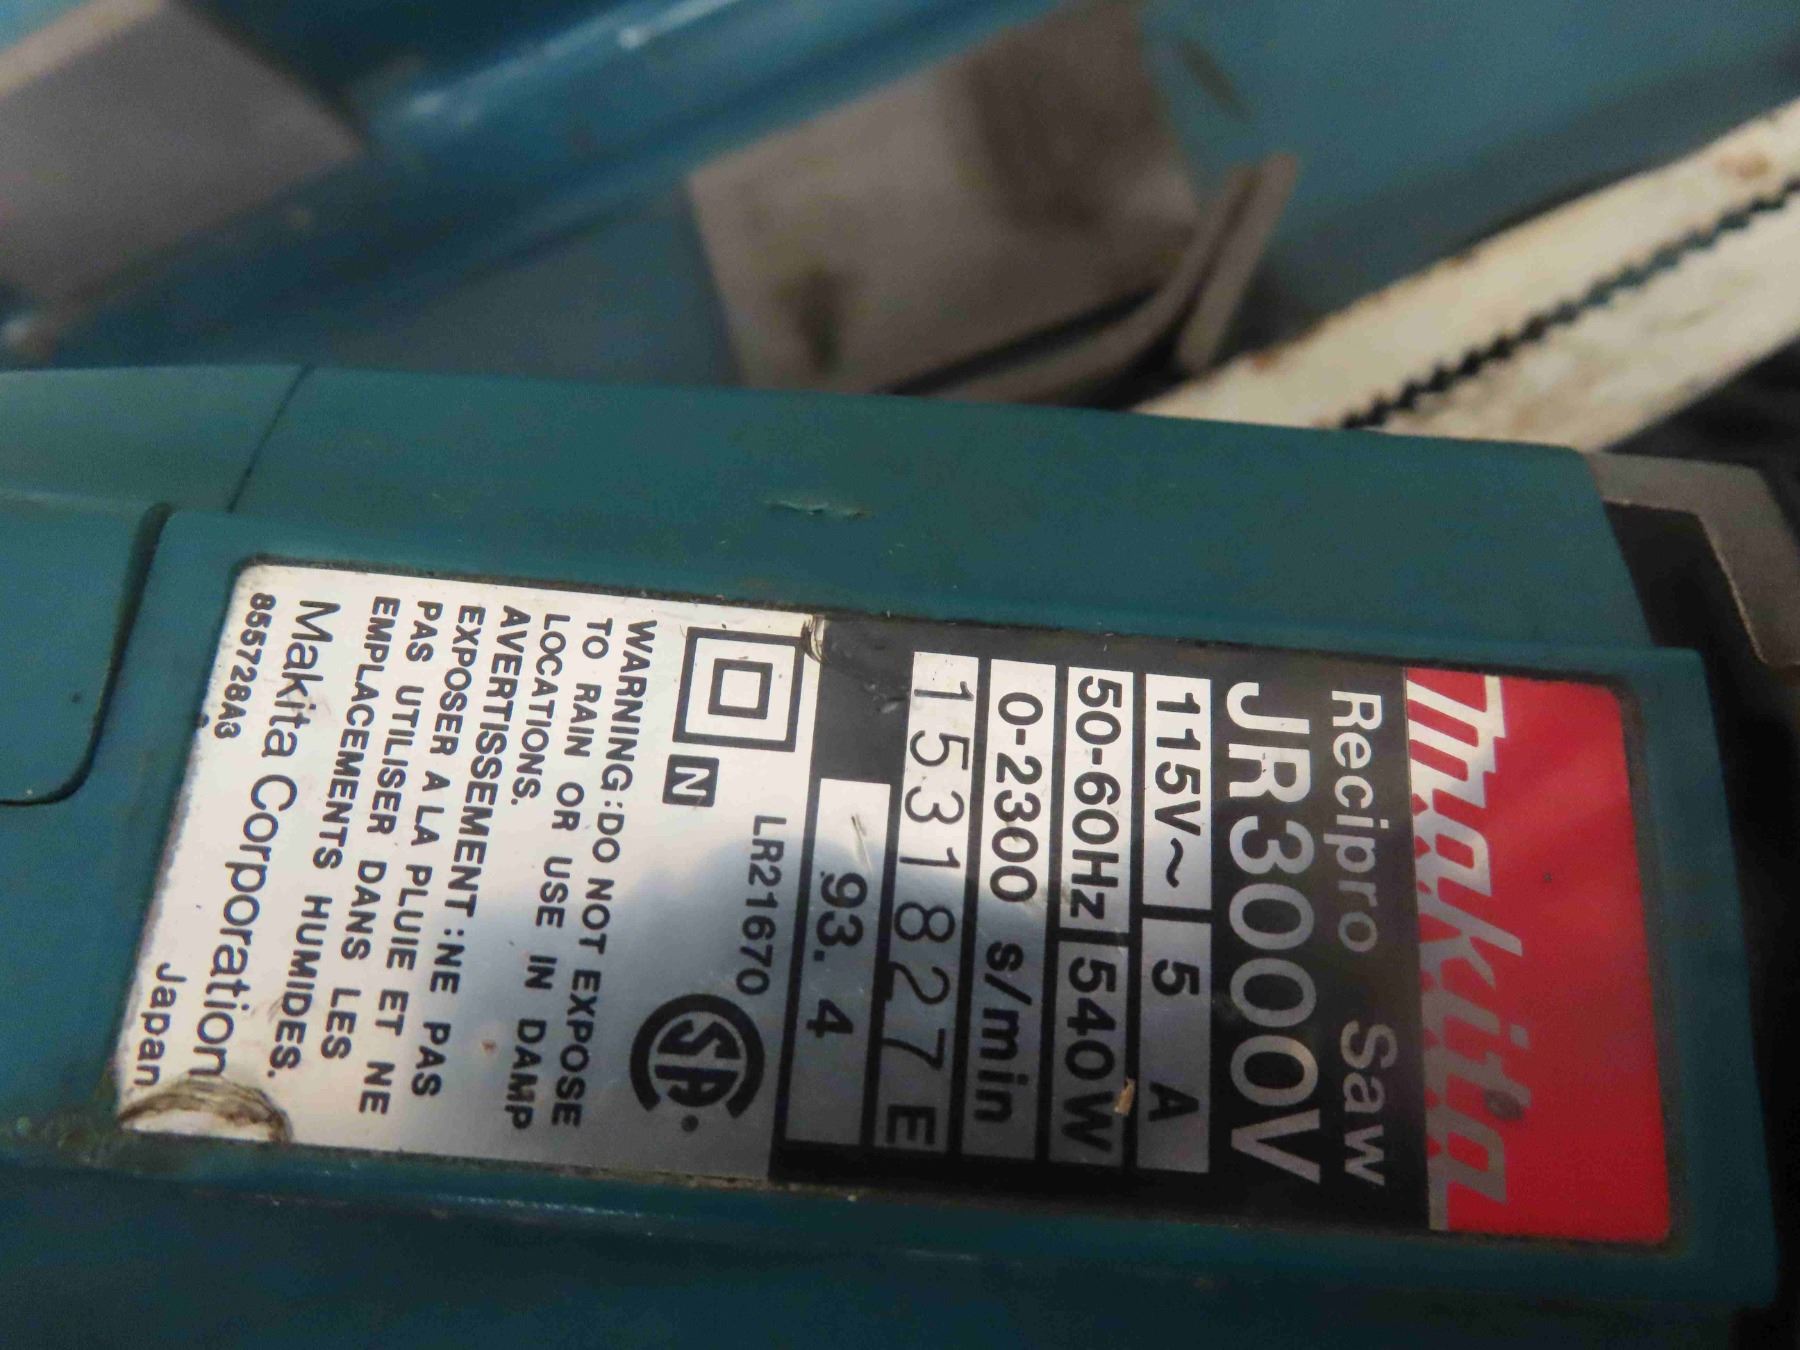 makita
Recipro Saw
JR3000V
115V~ 5 A
50-60Hz 540W
0-2300 s/min
1531827E
93. 4
LR21670
N
SA®
WARNING:DO NOT EXPOSE
TO RAIN OR USE IN DAMP
LOCATIONS.
AVERTISSEMENT:NE PAS
EXPOSER A LA PLUIE ET NE
PAS UTILISER DANS LES
EMPLACEMENTS HUMIDES.
Makita Corporation
855728A3 Japan